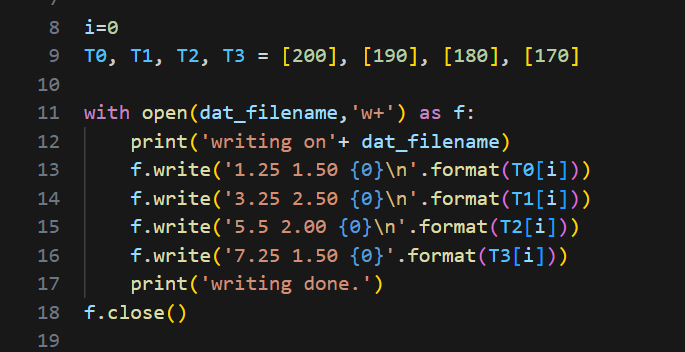 8 i=0
9 T0, T1, T2, T3 = [200], [190], [180], [170]
10
11 with open(dat_filename,'w+') as f:
12     print('writing on'+ dat_filename)
13     f.write('1.25 1.50 {0}\n'.format(T0[i]))
14     f.write('3.25 2.50 {0}\n'.format(T1[i]))
15     f.write('5.5 2.00 {0}\n'.format(T2[i]))
16     f.write('7.25 1.50 {0}'.format(T3[i]))
17     print('writing done.')
18 f.close()
19